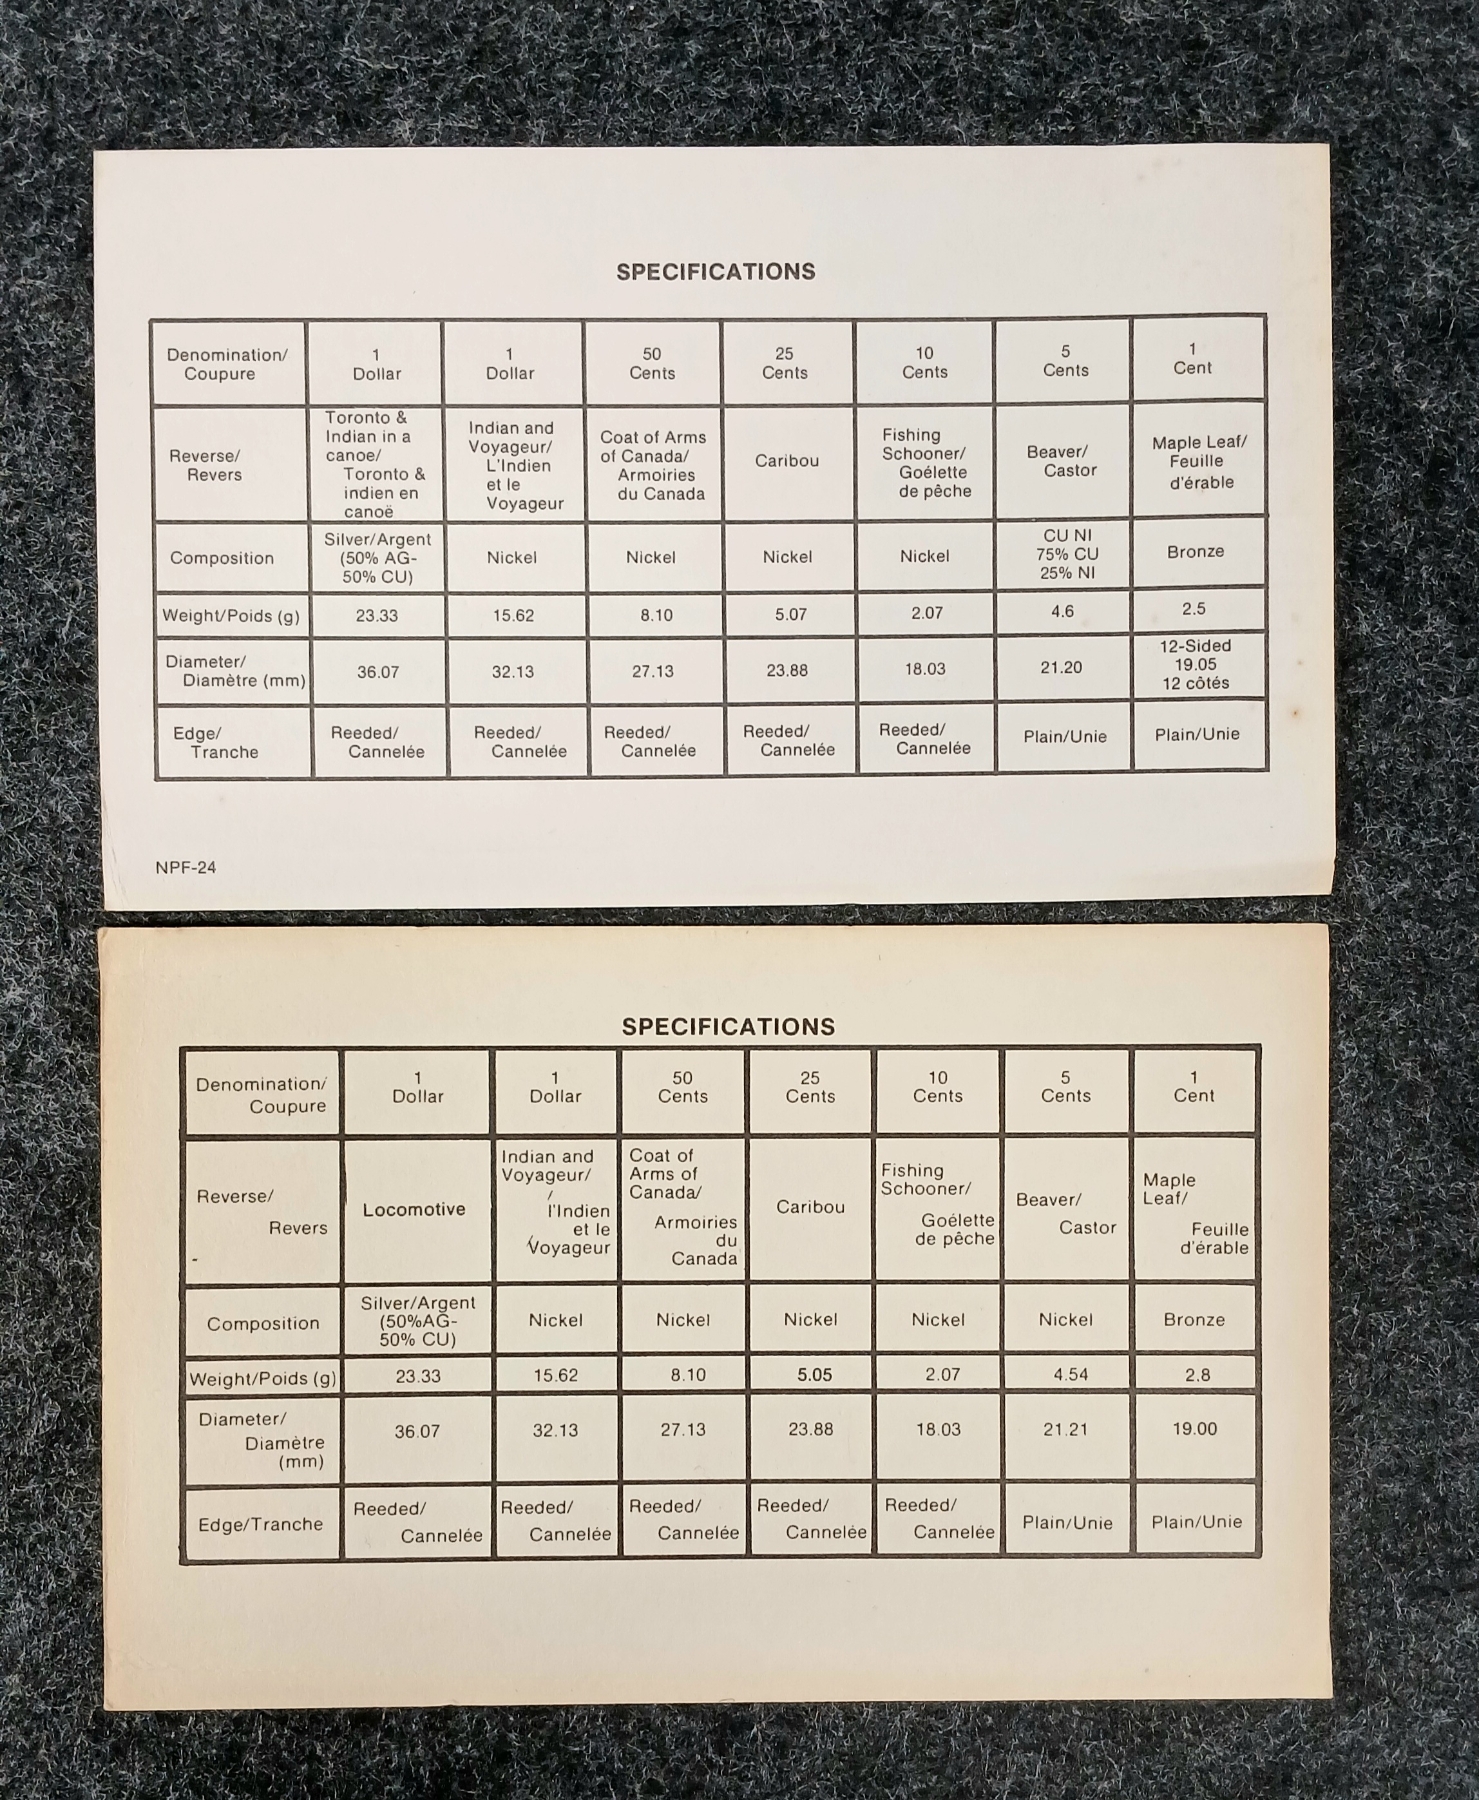 SPECIFICATIONS
Denomination/
Coupure
1
Dollar
1
Dollar
50
Cents
25
Cents
10
Cents
5
Cents
1
Cent
Reverse/
Revers
Toronto &
Indian in a
canoe/
Toronto &
indien en
canoë
Indian and
Voyageur/
L'Indien
et le
Voyageur
Coat of Arms
of Canada/
Armoiries
du Canada
Caribou
Fishing
Schooner/
Goélette
de pêche
Beaver/
Castor
Maple Leaf/
Feuille
d'érable
Composition
Silver/Argent
(50% AG-
50% CU)
Nickel
Nickel
Nickel
Nickel
CU NI
75% CU
25% NI
Bronze
Weight/Poids (g)
23.33
15.62
8.10
5.07
2.07
4.6
2.5
Diameter/
Diamètre (mm)
36.07
32.13
27.13
23.88
18.03
21.20
12-Sided
19.05
12 côtés
Edge/
Tranche
Reeded/
Cannelée
Reeded/
Cannelée
Reeded/
Cannelée
Reeded/
Cannelée
Reeded/
Cannelée
Plain/Unie
Plain/Unie
NPF-24
SPECIFICATIONS
Denomination/
Coupure
1
Dollar
1
Dollar
50
Cents
25
Cents
10
Cents
5
Cents
1
Cent
Reverse/
Revers
Locomotive
Indian and
Voyageur/
l'Indien
et le
Voyageur
Coat of
Arms of
Canada/
Armoiries
du
Canada
Caribou
Fishing
Schooner/
Goélette
de pêche
Beaver/
Castor
Maple
Leaf/
Feuille
d'érable
Composition
Silver/Argent
(50%AG-
50% CU)
Nickel
Nickel
Nickel
Nickel
Nickel
Bronze
Weight/Poids (g)
23.33
15.62
8.10
5.05
2.07
4.54
2.8
Diameter/
Diamètre
(mm)
36.07
32.13
27.13
23.88
18.03
21.21
19.00
Edge/Tranche
Reeded/
Cannelée
Reeded/
Cannelée
Reeded/
Cannelée
Reeded/
Cannelée
Reeded/
Cannelée
Plain/Unie
Plain/Unie